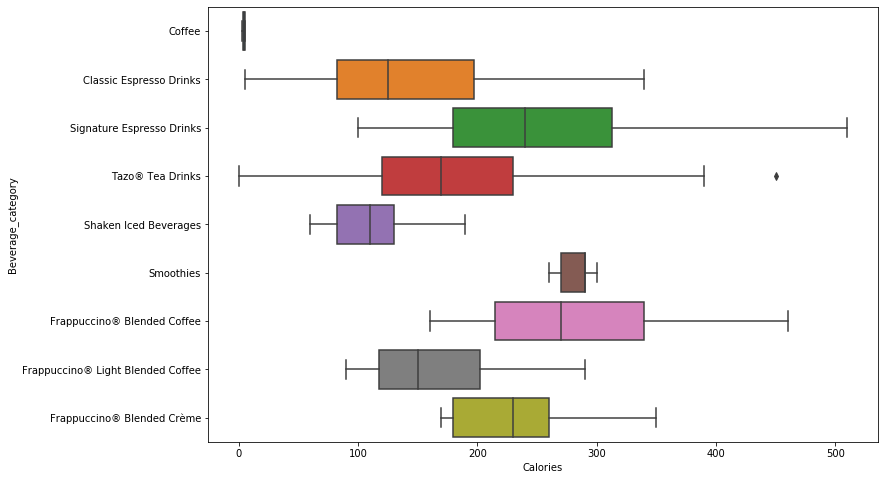 Beverage_category
Coffee
Classic Espresso Drinks
Signature Espresso Drinks
Tazo® Tea Drinks
Shaken Iced Beverages
Smoothies
Frappuccino® Blended Coffee
Frappuccino® Light Blended Coffee
Frappuccino® Blended Crème
0 100 200 300 400 500
Calories